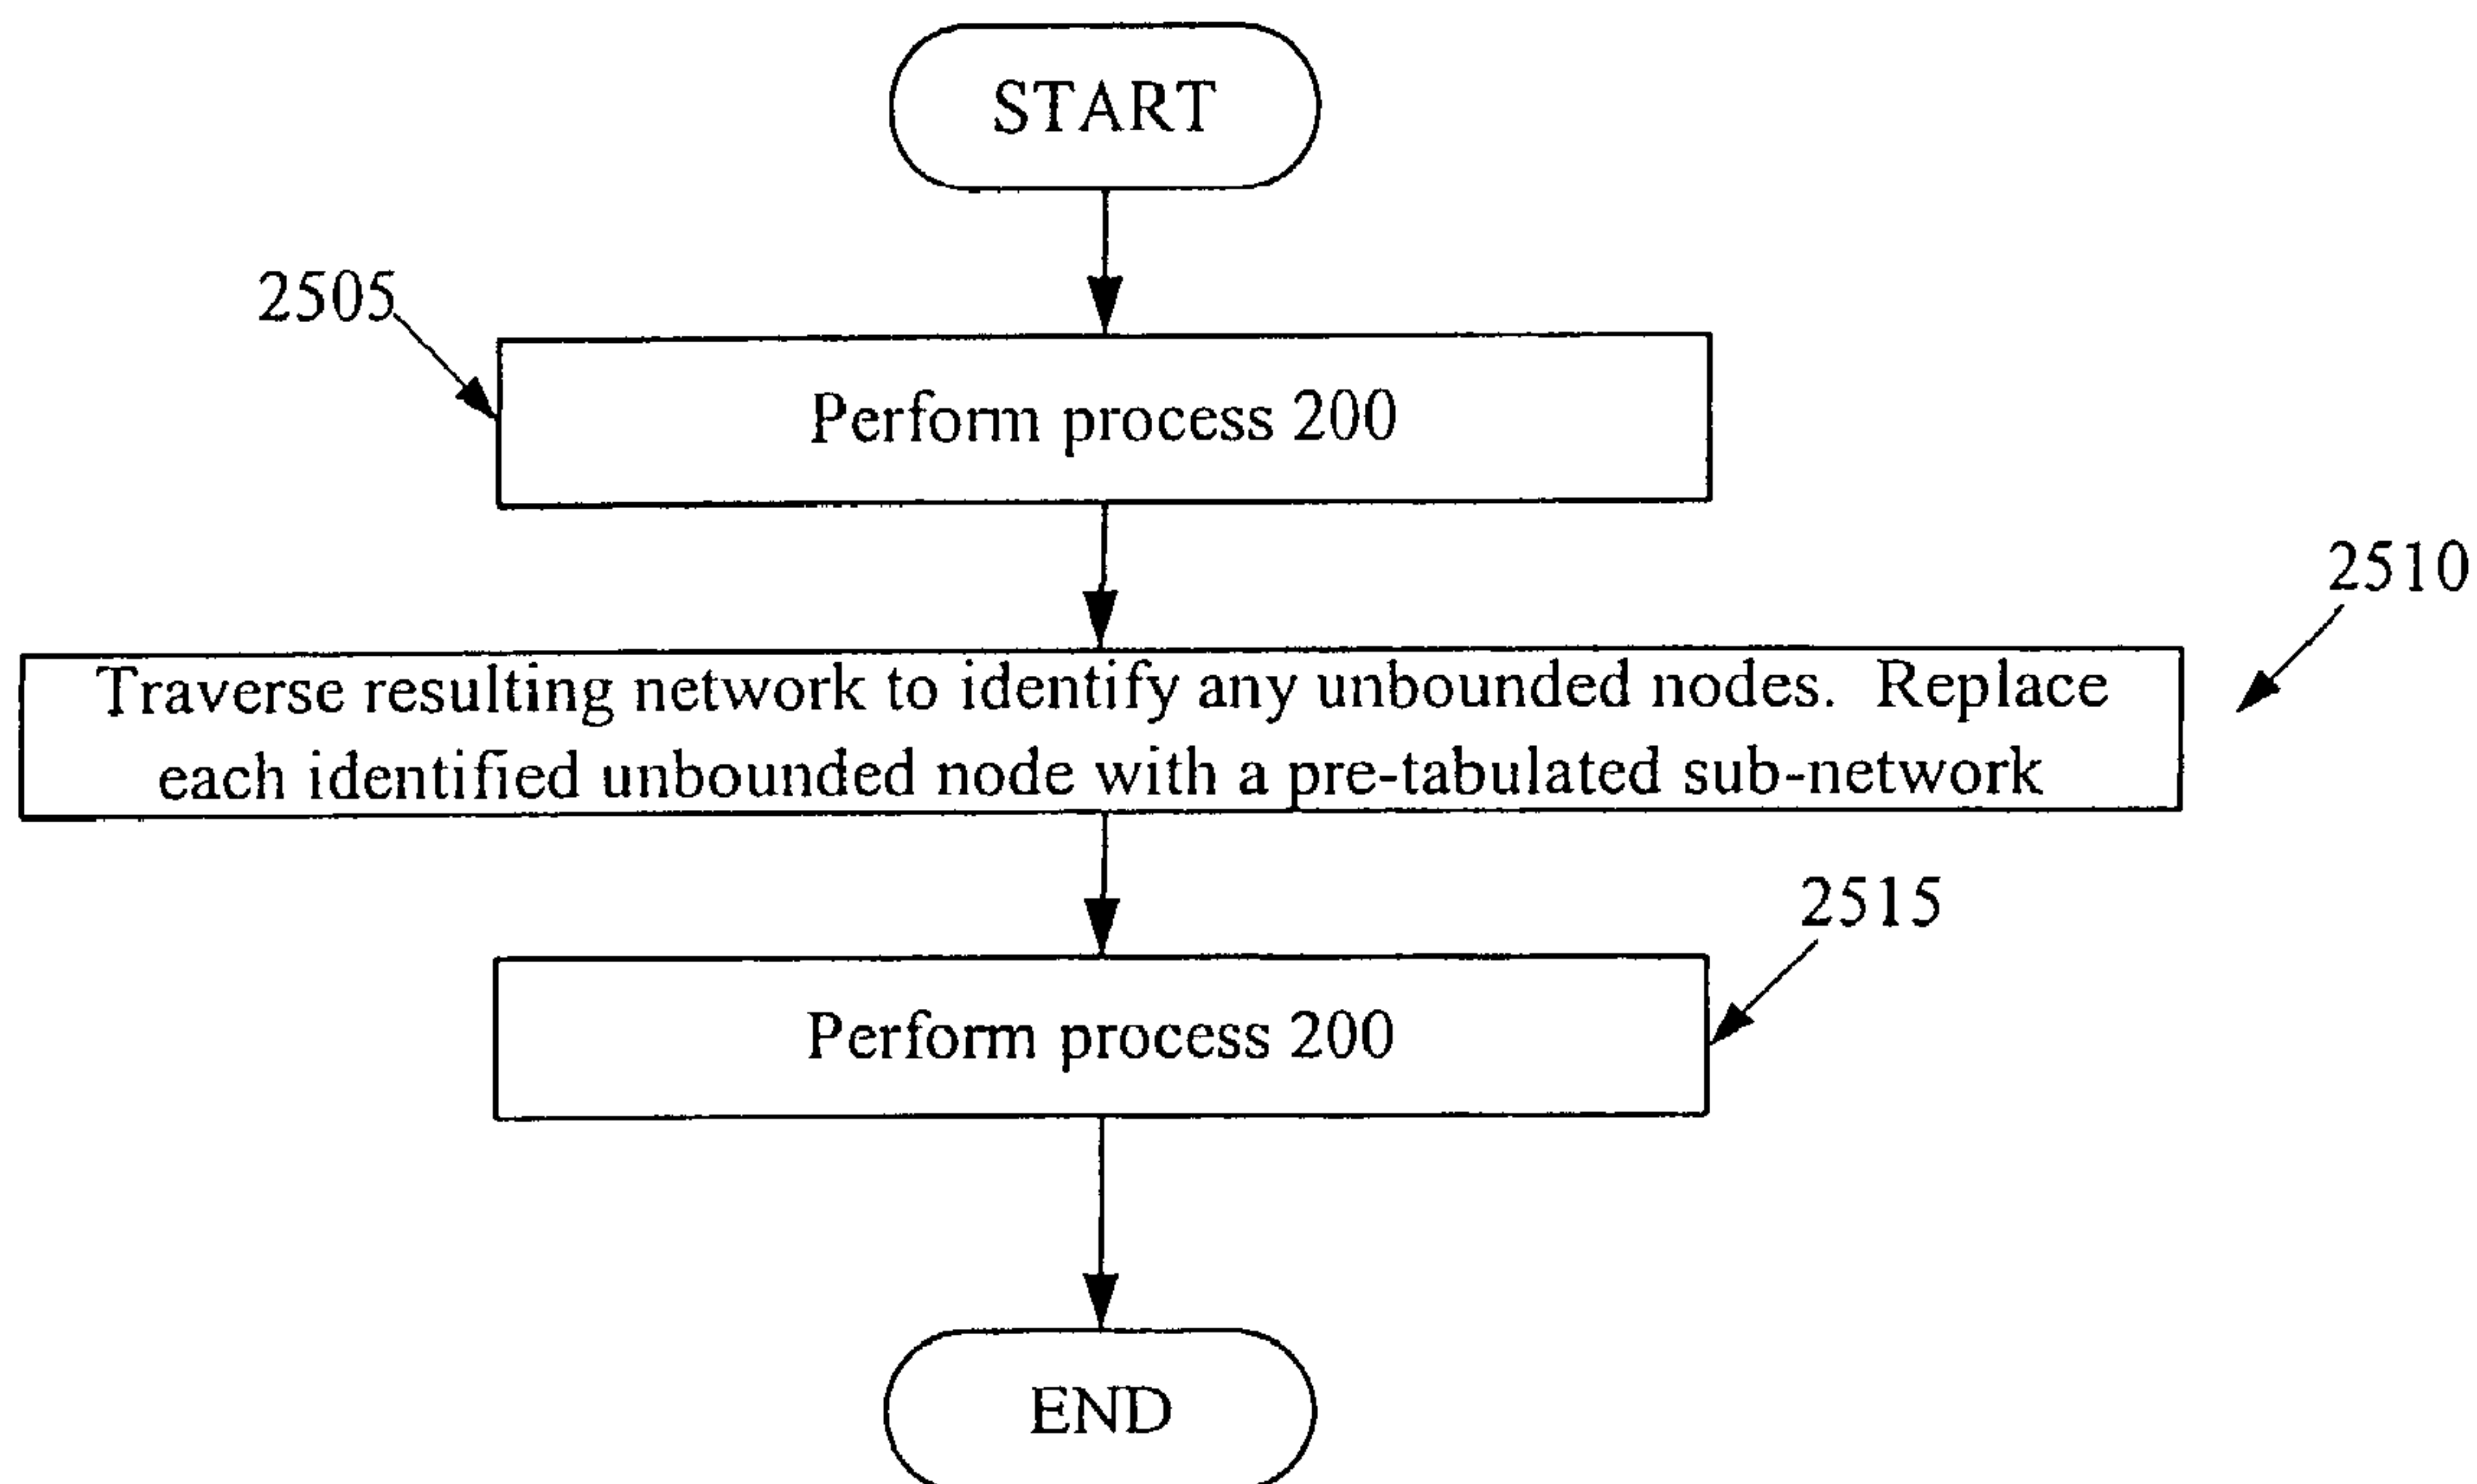 START
2505
Perform process 200
2510
Traverse resulting network to identify any unbounded nodes. Replace
each identified unbounded node with a pre-tabulated sub-network
2515
Perform process 200
END